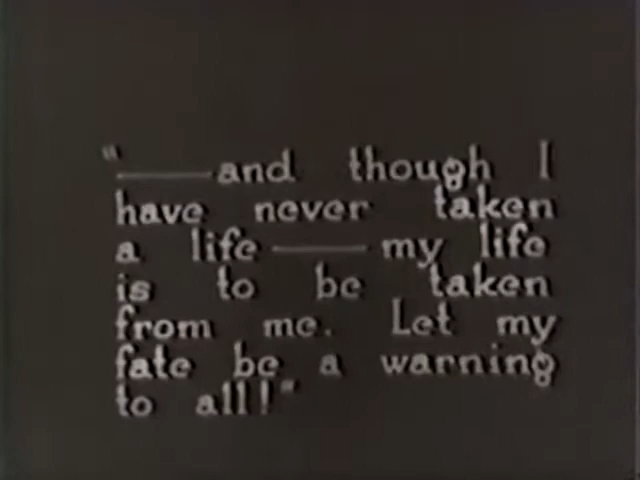 "——and though I
have never taken
a life——my life
is to be taken
from me. Let my
fate be a warning
to all!"